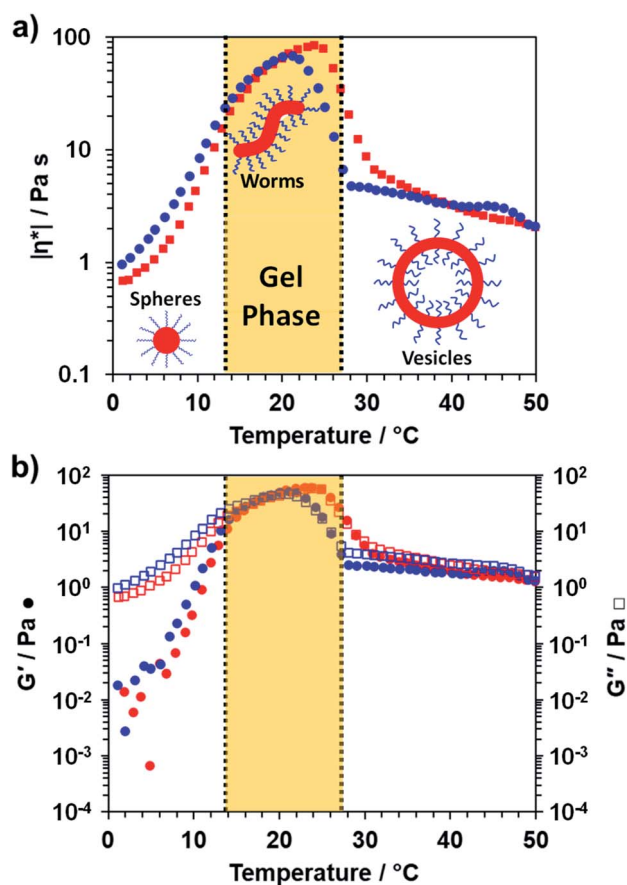 a)
100
10
1
0.1
|η*| / Pa s
Worms
Spheres
Gel
Phase
Vesicles
0 10 20 30 40 50
Temperature / °C
b)
10² 10²
10¹ 10¹
10⁰ 10⁰
10⁻¹ 10⁻¹
10⁻² 10⁻²
10⁻³ 10⁻³
10⁻⁴ 10⁻⁴
G′ / Pa ●
G″ / Pa □
0 10 20 30 40 50
Temperature / °C